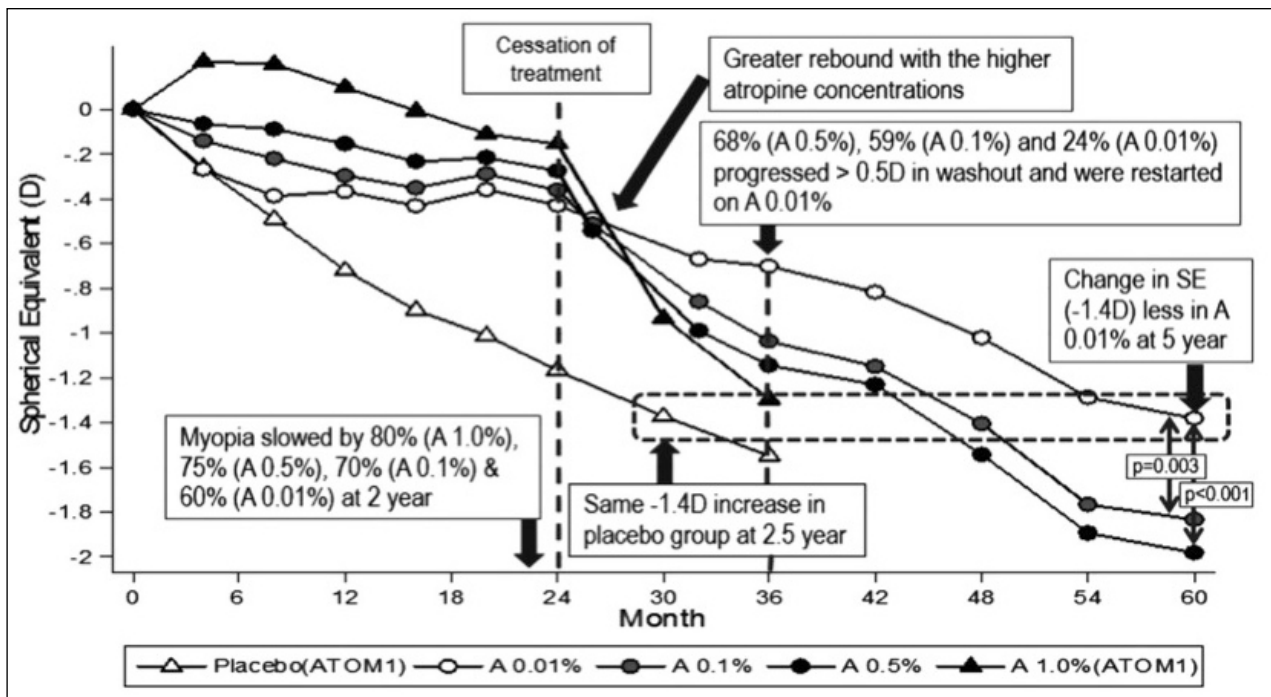 Cessation of
treatment
Greater rebound with the higher
atropine concentrations
68% (A 0.5%), 59% (A 0.1%) and 24% (A 0.01%)
progressed > 0.5D in washout and were restarted
on A 0.01%
Change in SE
(-1.4D) less in A
0.01% at 5 year
Myopia slowed by 80% (A 1.0%),
75% (A 0.5%), 70% (A 0.1%) &
60% (A 0.01%) at 2 year
Same -1.4D increase in
placebo group at 2.5 year
p=0.003
p<0.001
Spherical Equivalent (D)
0
-.2
-.4
-.6
-.8
-1
-1.2
-1.4
-1.6
-1.8
-2
0 6 12 18 24 30 36 42 48 54 60
Month
Placebo(ATOM1) A 0.01% A 0.1% A 0.5% A 1.0%(ATOM1)